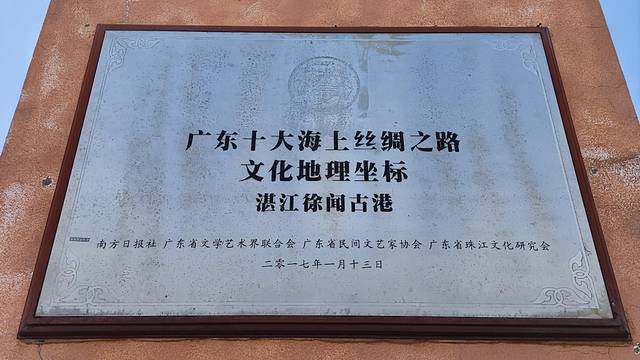 广东十大海上丝绸之路
文化地理坐标
湛江徐闻古港
南方日报社 广东省文学艺术界联合会 广东省民间文艺家协会 广东省珠江文化研究会
二零一七年一月十三日